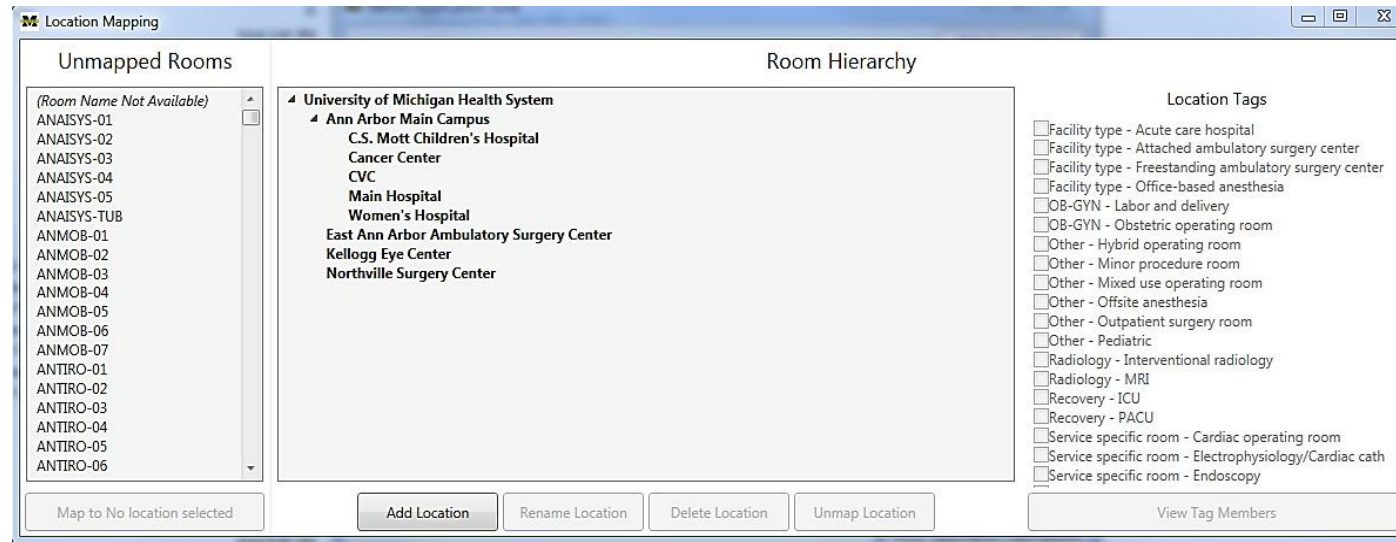 Location Mapping
Unmapped Rooms
(Room Name Not Available)
ANAISYS-01
ANAISYS-02
ANAISYS-03
ANAISYS-04
ANAISYS-05
ANAISYS-TUB
ANMOB-01
ANMOB-02
ANMOB-03
ANMOB-04
ANMOB-05
ANMOB-06
ANMOB-07
ANTIRO-01
ANTIRO-02
ANTIRO-03
ANTIRO-04
ANTIRO-05
ANTIRO-06
Map to No location selected
Room Hierarchy
University of Michigan Health System
Ann Arbor Main Campus
C.S. Mott Children's Hospital
Cancer Center
CVC
Main Hospital
Women's Hospital
East Ann Arbor Ambulatory Surgery Center
Kellogg Eye Center
Northville Surgery Center
Add Location
Rename Location
Delete Location
Unmap Location
Location Tags
Facility type - Acute care hospital
Facility type - Attached ambulatory surgery center
Facility type - Freestanding ambulatory surgery center
Facility type - Office-based anesthesia
OB-GYN - Labor and delivery
OB-GYN - Obstetric operating room
Other - Hybrid operating room
Other - Minor procedure room
Other - Mixed use operating room
Other - Offsite anesthesia
Other - Outpatient surgery room
Other - Pediatric
Radiology - Interventional radiology
Radiology - MRI
Recovery - ICU
Recovery - PACU
Service specific room - Cardiac operating room
Service specific room - Electrophysiology/Cardiac cath
Service specific room - Endoscopy
View Tag Members